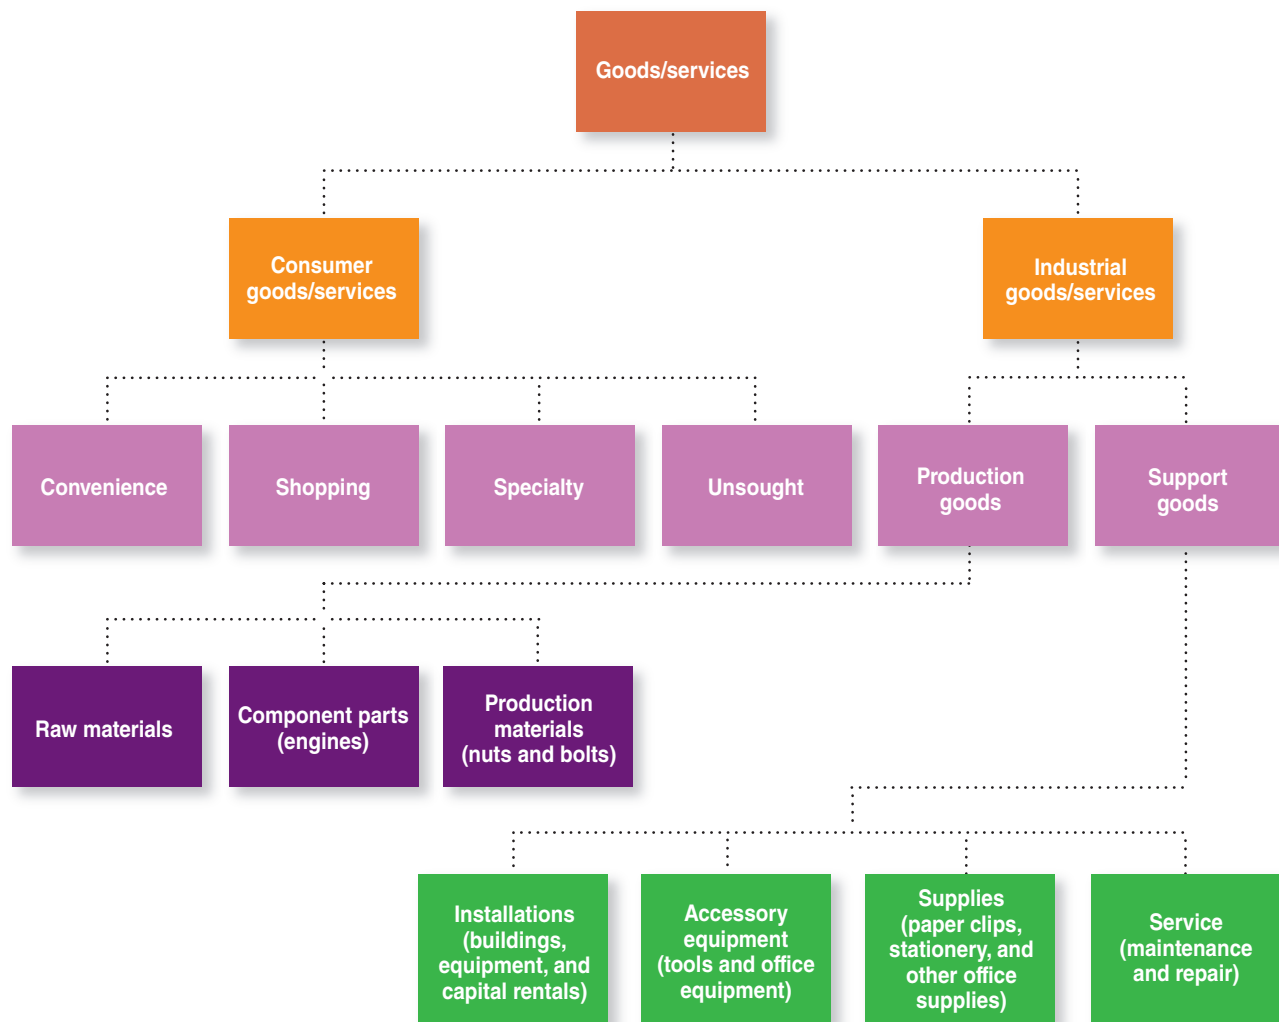 Goods/services
Consumer
goods/services
Industrial
goods/services
Convenience
Shopping
Specialty
Unsought
Production
goods
Support
goods
Raw materials
Component parts
(engines)
Production
materials
(nuts and bolts)
Installations
(buildings,
equipment, and
capital rentals)
Accessory
equipment
(tools and office
equipment)
Supplies
(paper clips,
stationery, and
other office
supplies)
Service
(maintenance
and repair)